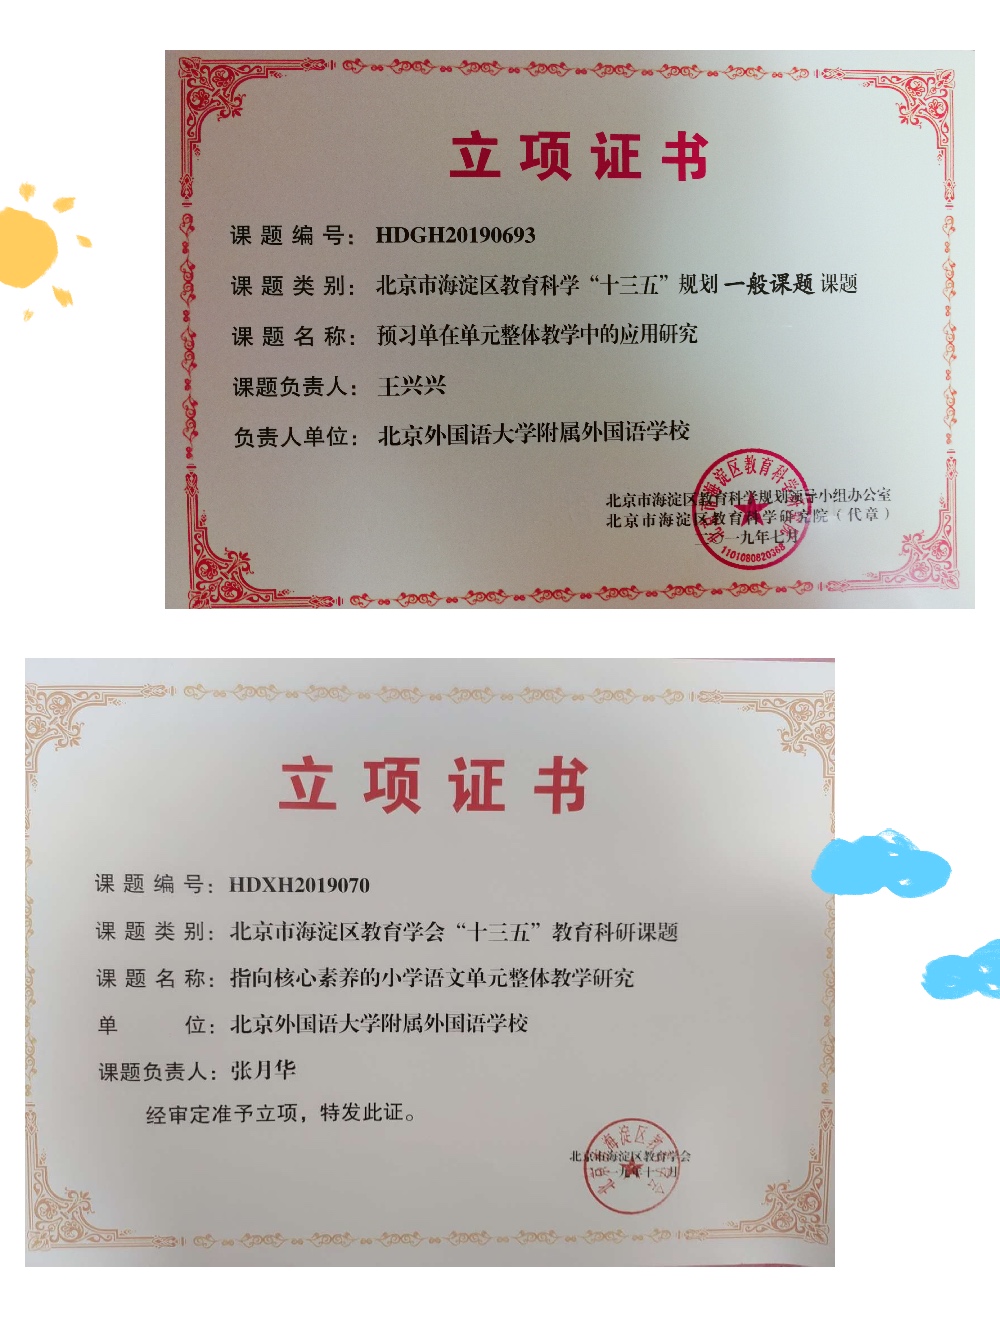 立项证书
课题编号：HDGH20190693
课题类别：北京市海淀区教育科学“十三五”规划一般课题课题
课题名称：预习单在单元整体教学中的应用研究
课题负责人：王兴兴
负责人单位：北京外国语大学附属外国语学校
北京市海淀区教育科学规划领导小组办公室
北京市海淀区教育科学研究院（代章）
二〇一九年七月
1101080820368
立项证书
课题编号：HDXH2019070
课题类别：北京市海淀区教育学会“十三五”教育科研课题
课题名称：指向核心素养的小学语文单元整体教学研究
单位：北京外国语大学附属外国语学校
课题负责人：张月华
经审定准予立项，特发此证。
北京市海淀区教育学会